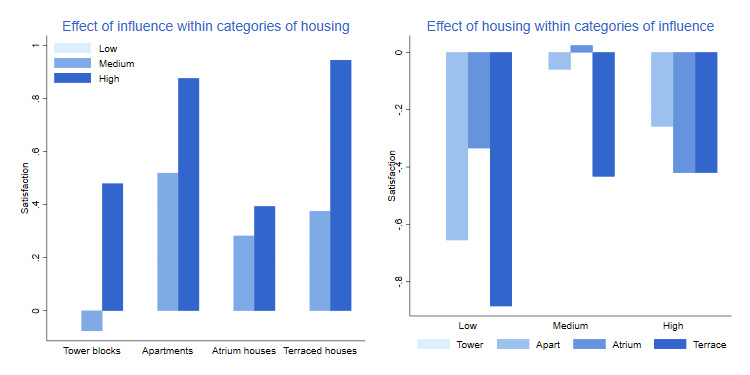 Effect of influence within categories of housing
Low
Medium
High
1
.8
.6
.4
.2
0
Satisfaction
Tower blocks Apartments Atrium houses Terraced houses
Effect of housing within categories of influence
0
-.2
-.4
-.6
-.8
Satisfaction
Low Medium High
Tower Apart Atrium Terrace